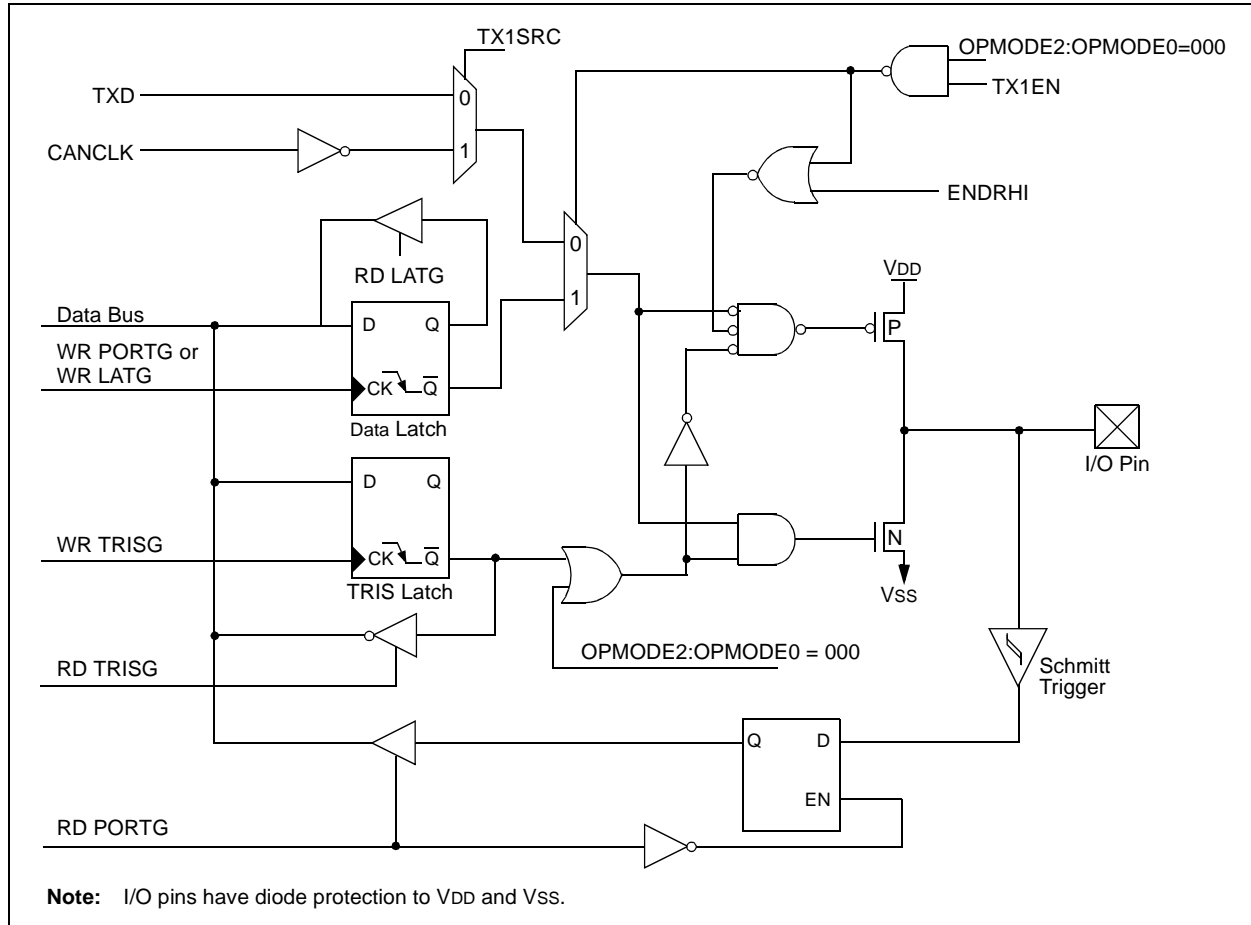 TX1SRC
OPMODE2:OPMODE0=000
TXD
0
TX1EN
CANCLK
1
ENDRHI
0
RD LATG
VDD
1
Data Bus
D
Q
P
WR PORTG or
WR LATG
CK
Q̅
Data Latch
I/O Pin
D
Q
WR TRISG
CK
Q̅
N
TRIS Latch
VSS
OPMODE2:OPMODE0 = 000
RD TRISG
Schmitt
Trigger
Q
D
EN
RD PORTG
Note: I/O pins have diode protection to VDD and VSS.